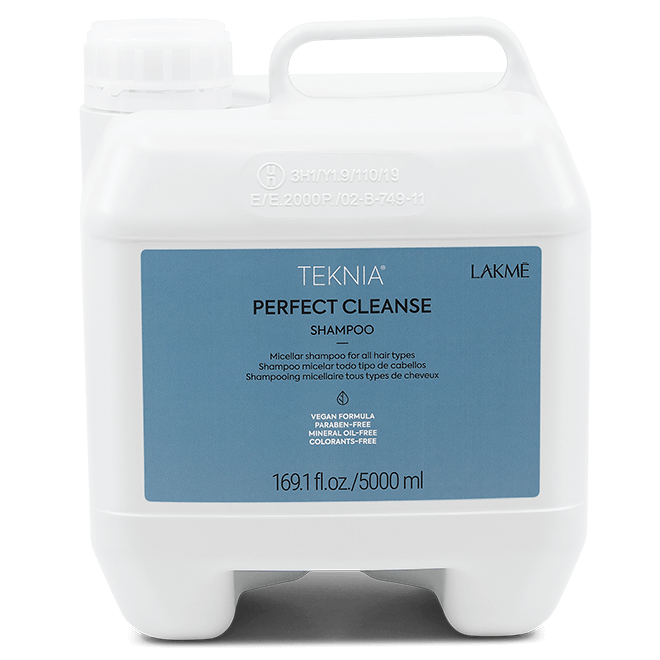 3H1/Y1.9/110/19
E/E.2000P./02-B-749-11
TEKNIA®
LAKMĒ
PERFECT CLEANSE
SHAMPOO
Micellar shampoo for all hair types
Shampoo micelar todo tipo de cabellos
Shampooing micellaire tous types de cheveux
VEGAN FORMULA
PARABEN-FREE
MINERAL OIL-FREE
COLORANTS-FREE
169.1 fl.oz./5000 ml